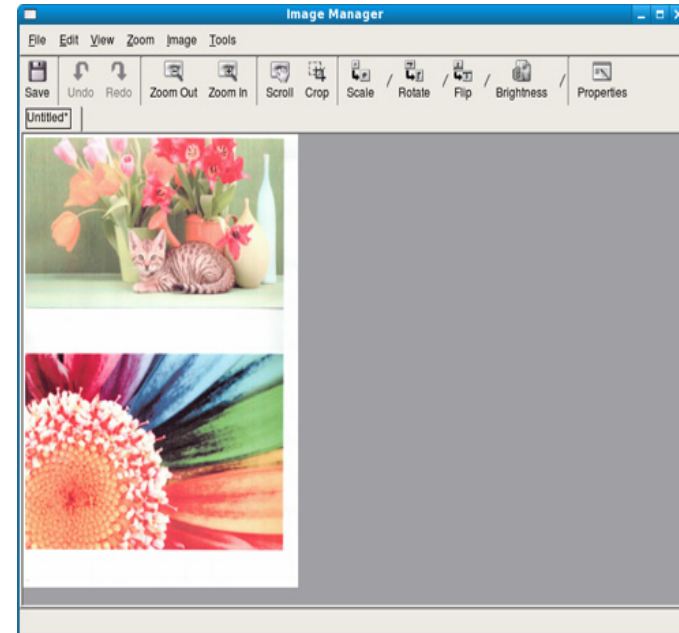 Image Manager
File Edit View Zoom Image Tools
Save Undo Redo Zoom Out Zoom In Scroll Crop Scale / Rotate / Flip / Brightness / Properties
Untitled*